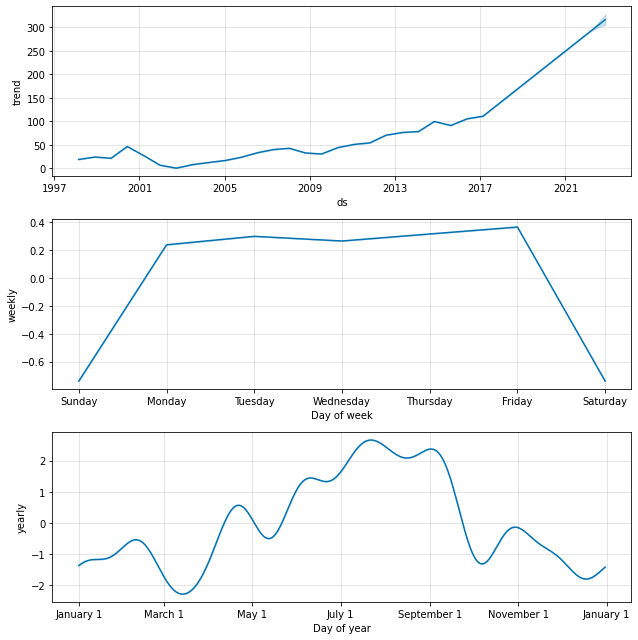 300
250
200
150
100
50
0
trend
1997 2001 2005 2009 2013 2017 2021
ds
0.4
0.2
0.0
−0.2
−0.4
−0.6
weekly
Sunday Monday Tuesday Wednesday Thursday Friday Saturday
Day of week
2
1
0
−1
−2
yearly
January 1 March 1 May 1 July 1 September 1 November 1 January 1
Day of year